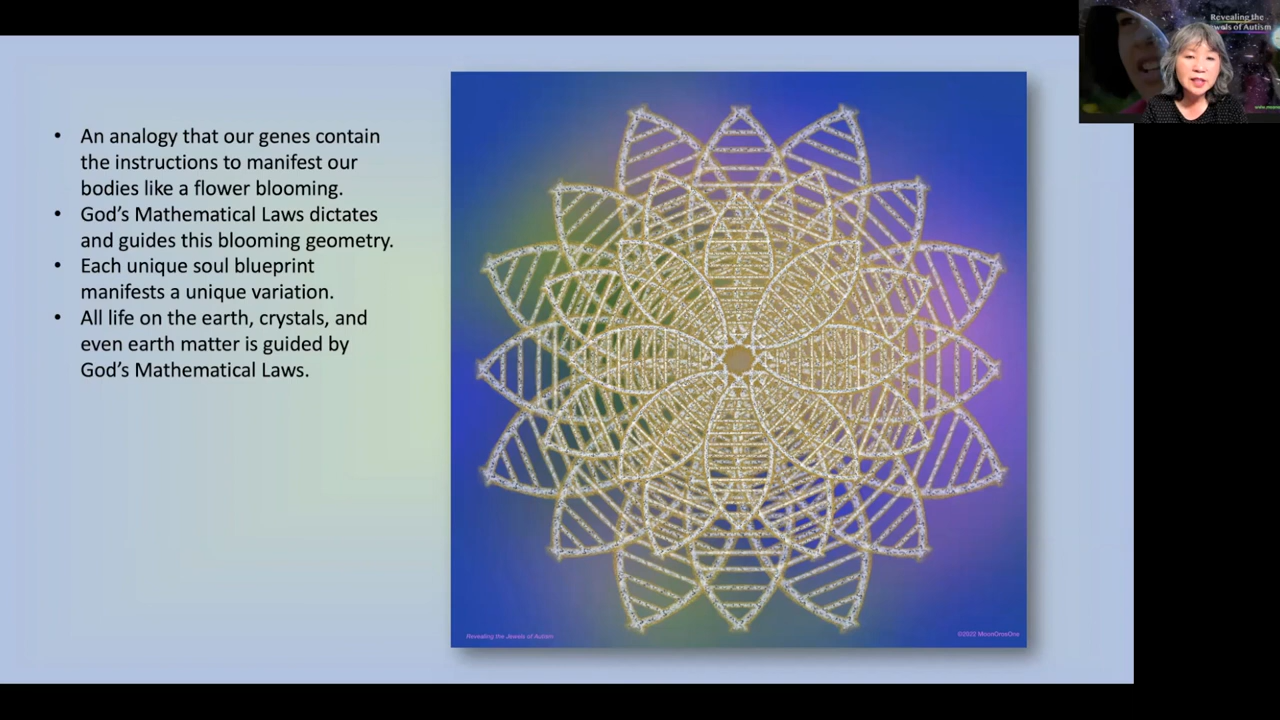 • An analogy that our genes contain
the instructions to manifest our
bodies like a flower blooming.
• God's Mathematical Laws dictates
and guides this blooming geometry.
• Each unique soul blueprint
manifests a unique variation.
• All life on the earth, crystals, and
even earth matter is guided by
God's Mathematical Laws.
Revealing the Jewels of Autism
©2022 MoonOneOne
Revealing the
of Autism